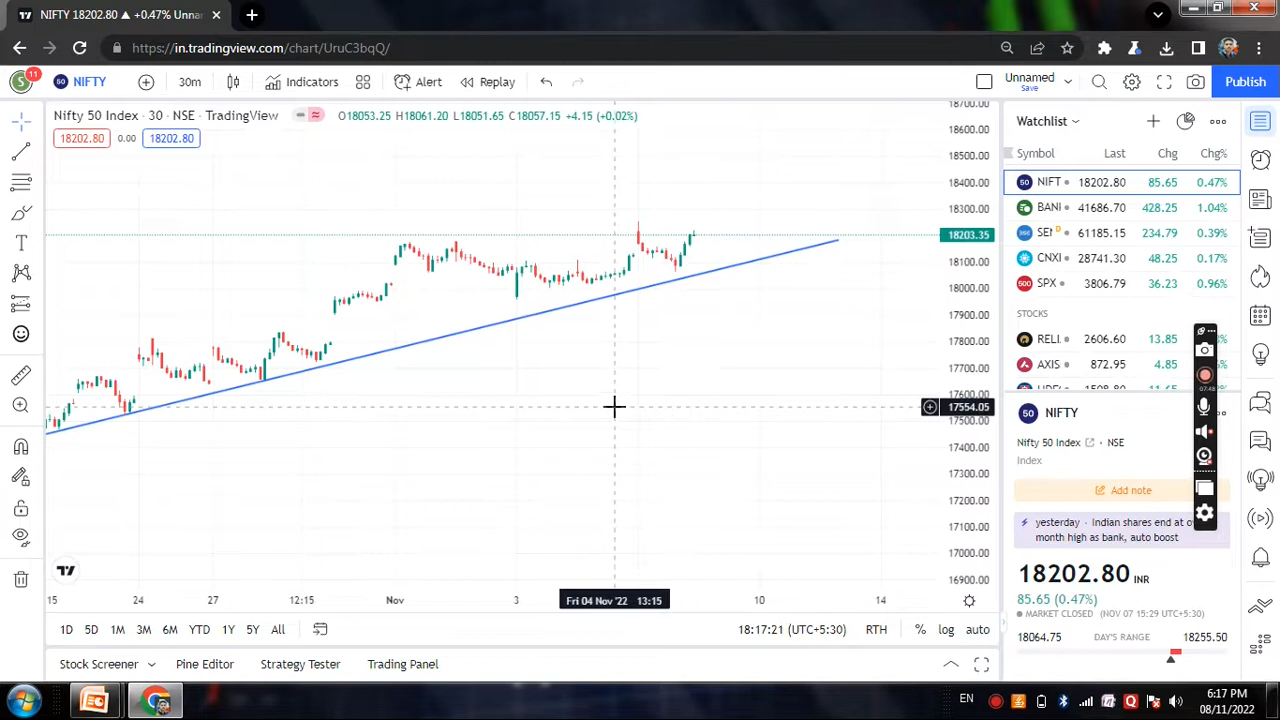 NIFTY 18202.80 ▲ +0.47% Unnar
https://in.tradingview.com/chart/UruC3bqQ/
S 11
50 NIFTY
30m
Indicators
Alert
Replay
Unnamed
Save
Publish
Nifty 50 Index · 30 · NSE · TradingView
O18053.25 H18061.20 L18051.65 C18057.15 +4.15 (+0.02%)
18202.80 0.00 18202.80
18700.00
18600.00
18500.00
18400.00
18300.00
18203.35
18100.00
18000.00
17900.00
17800.00
17700.00
17600.00
17554.05
17400.00
17300.00
17200.00
17100.00
17000.00
16900.00
15 24 27 12:15 Nov 3 Fri 04 Nov '22 13:15 10 14
1D 5D 1M 3M 6M YTD 1Y 5Y All
18:17:21 (UTC+5:30) RTH % log auto
Stock Screener
Pine Editor
Strategy Tester
Trading Panel
Watchlist
Symbol Last Chg Chg%
50 NIFT 18202.80 85.65 0.47%
BANI 41686.70 428.25 1.04%
SEN D 61185.15 234.79 0.39%
CNXI 28741.30 48.25 0.17%
500 SPX 3806.79 36.23 0.96%
STOCKS
RELI 2606.60 13.85
AXIS 872.95 4.85
07:48
50 NIFTY
Nifty 50 Index · NSE
Index
Add note
yesterday · Indian shares end at o
month high as bank, auto boost
18202.80 INR
85.65 (0.47%)
MARKET CLOSED (NOV 07 15:29 UTC+5:30)
18064.75 DAY'S RANGE 18255.50
EN
6:17 PM
08/11/2022